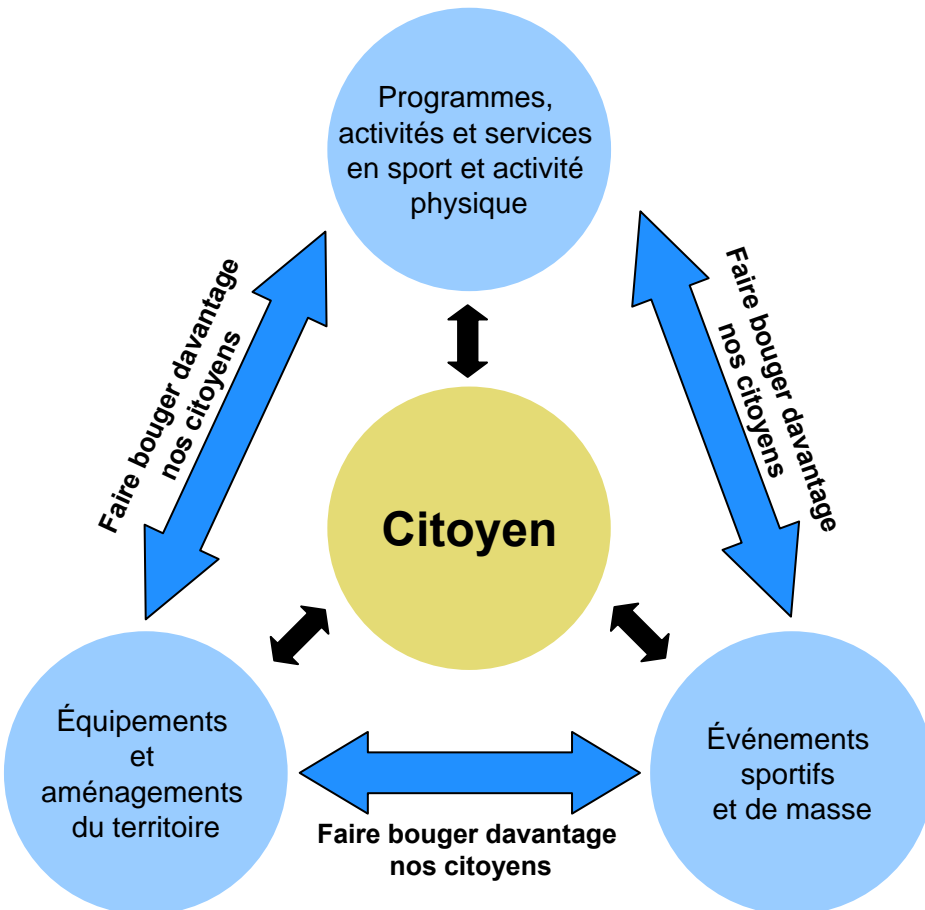 Programmes,
activités et services
en sport et activité
physique
Faire bouger davantage
nos citoyens
Faire bouger davantage
nos citoyens
Citoyen
Équipements
et
aménagements
du territoire
Événements
sportifs
et de masse
Faire bouger davantage
nos citoyens